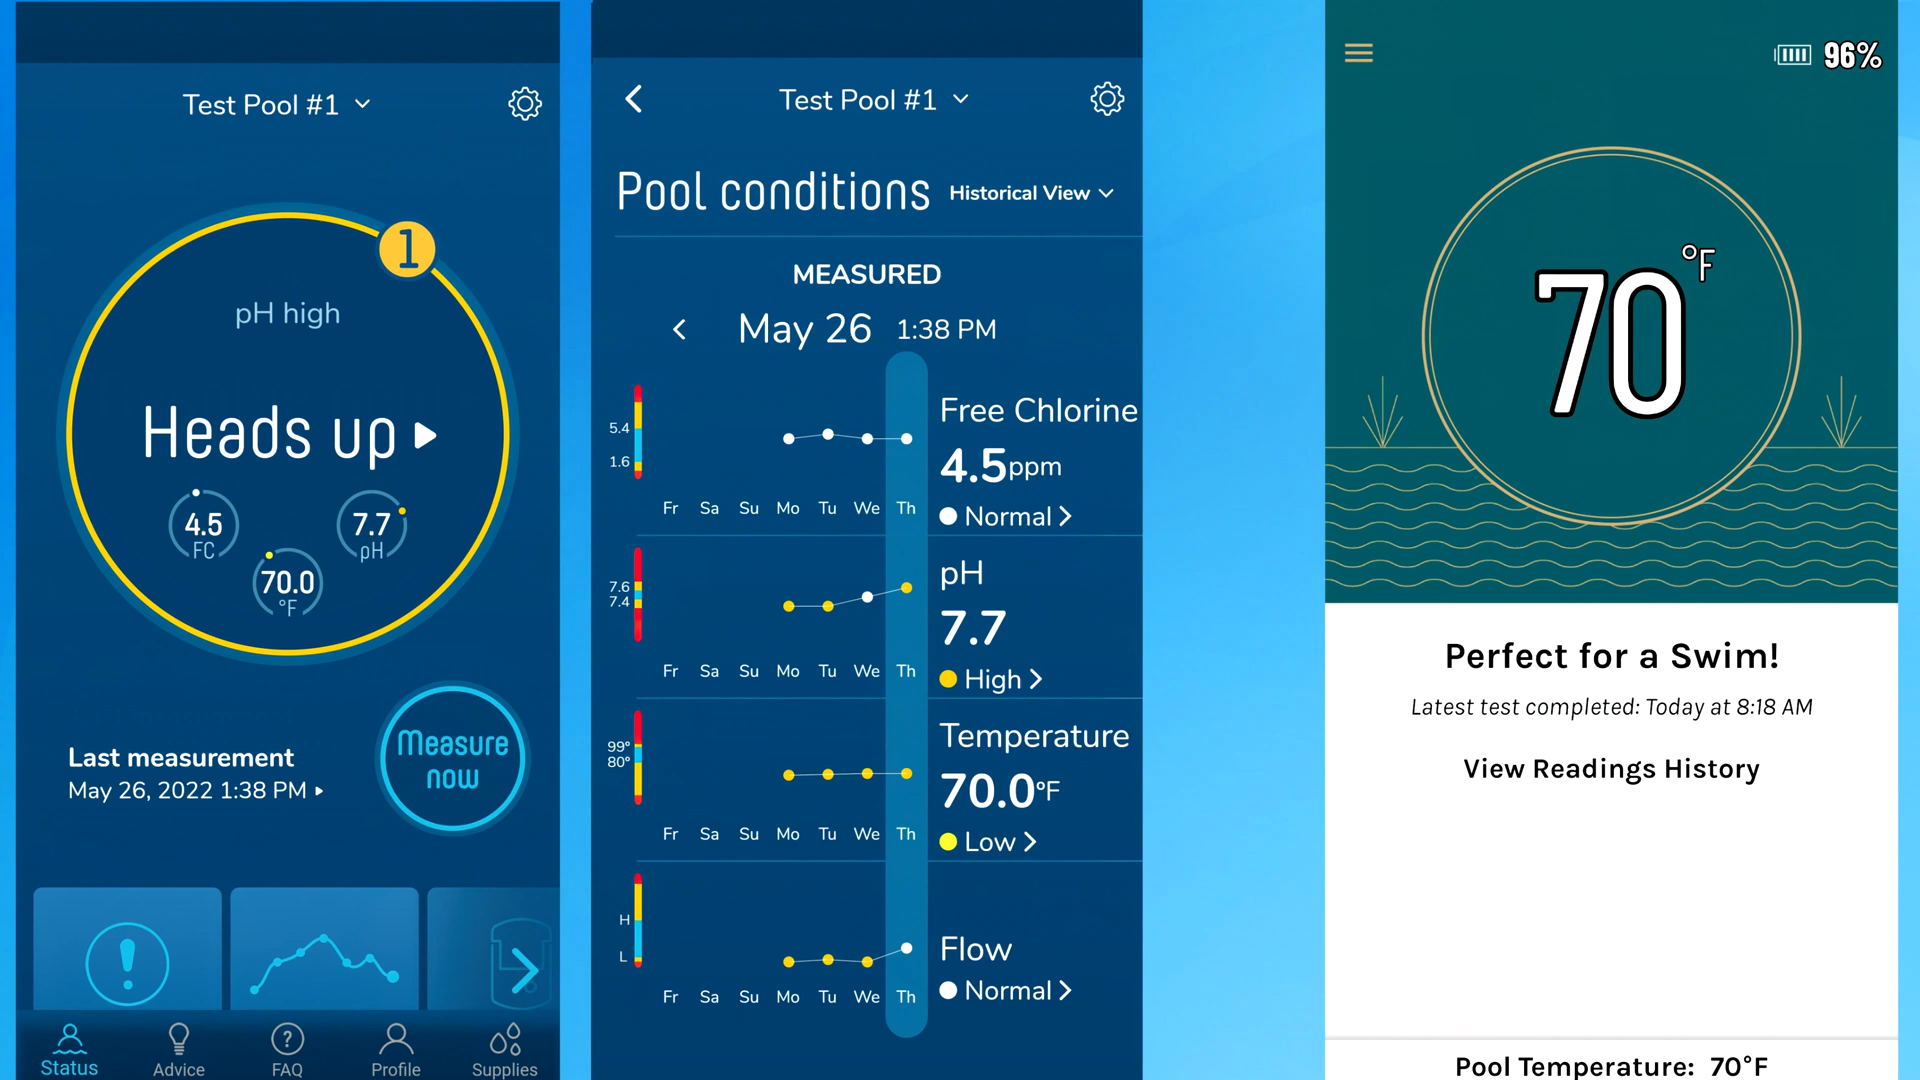 Test Pool #1
1
pH high
Heads up
4.5
FC
7.7
pH
70.0
°F
Last measurement
May 26, 2022 1:38 PM
Measure
now
Status
Advice
FAQ
Profile
Supplies
Test Pool #1
Pool conditions Historical View
MEASURED
May 26 1:38 PM
5.4
1.6
Fr Sa Su Mo Tu We Th
Free Chlorine
4.5ppm
Normal
7.6
7.4
Fr Sa Su Mo Tu We Th
pH
7.7
High
99°
80°
Fr Sa Su Mo Tu We Th
Temperature
70.0°F
Low
H
L
Fr Sa Su Mo Tu We Th
Flow
Normal
96%
70°F
Perfect for a Swim!
Latest test completed: Today at 8:18 AM
View Readings History
Pool Temperature: 70°F